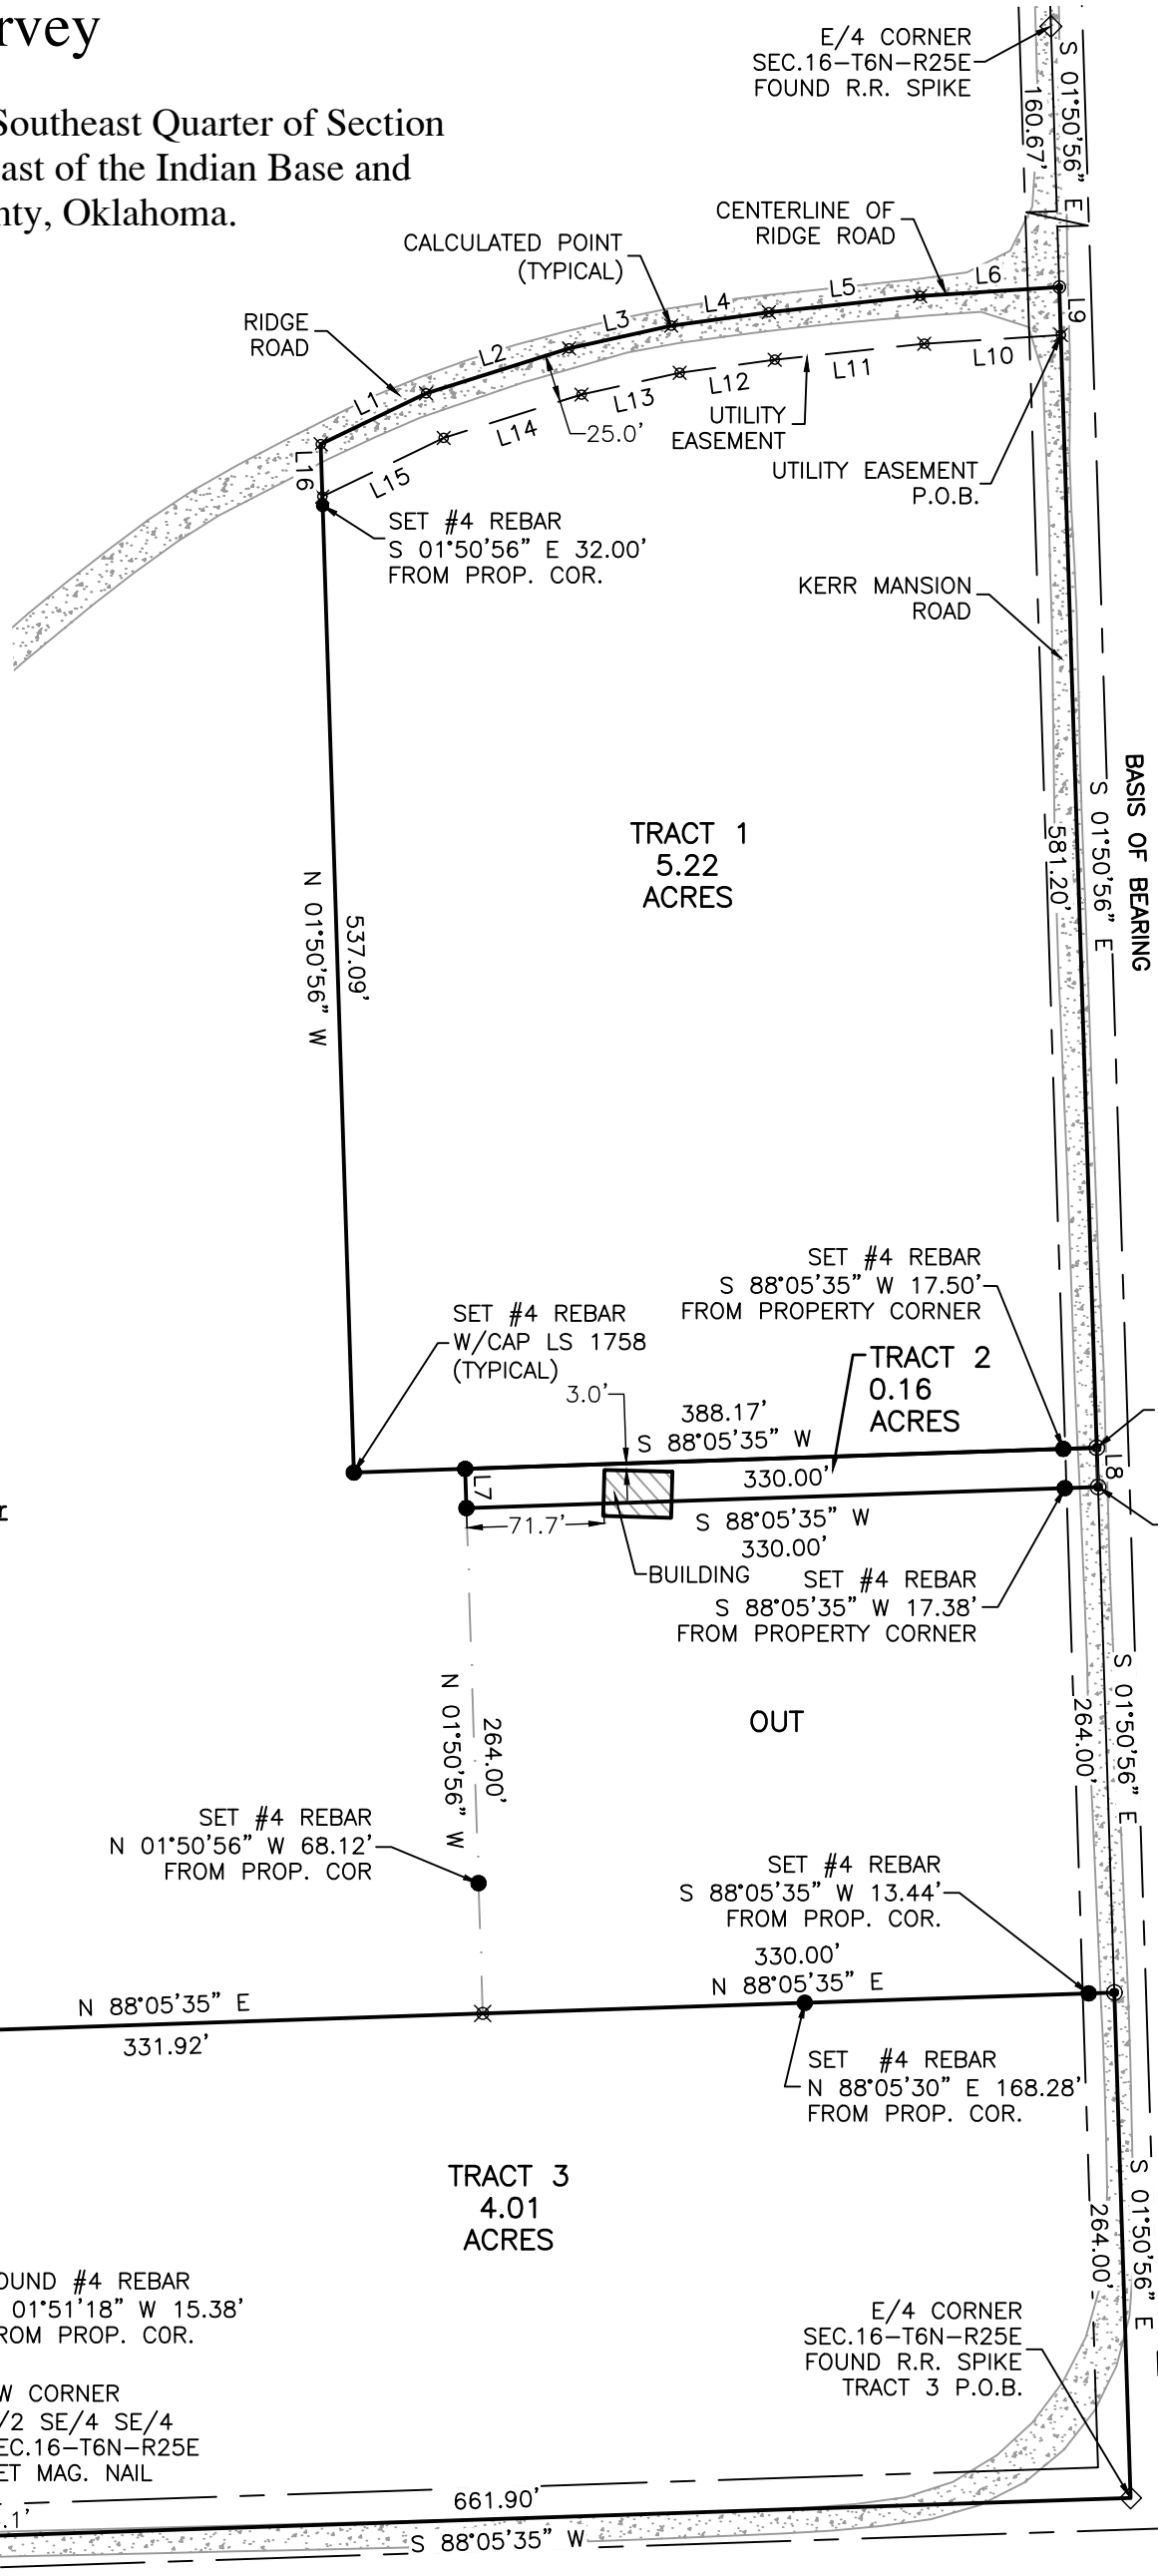 rvey
Southeast Quarter of Section
ast of the Indian Base and
nty, Oklahoma.
E/4 CORNER
SEC.16-T6N-R25E
FOUND R.R. SPIKE
S 01°50'56" E
160.67'
CENTERLINE OF
RIDGE ROAD
CALCULATED POINT
(TYPICAL)
RIDGE
ROAD
L1
L2
L3
L4
L5
L6
L9
L10
L11
L12
L13
L14
L15
L16
25.0'
UTILITY
EASEMENT
UTILITY EASEMENT
P.O.B.
SET #4 REBAR
S 01°50'56" E 32.00'
FROM PROP. COR.
KERR MANSION
ROAD
BASIS OF BEARING
S 01°50'56" E
581.20'
TRACT 1
5.22
ACRES
N 01°50'56" W
537.09'
SET #4 REBAR
S 88°05'35" W 17.50'
FROM PROPERTY CORNER
SET #4 REBAR
W/CAP LS 1758
(TYPICAL)
3.0'
TRACT 2
0.16
ACRES
388.17'
S 88°05'35" W
330.00'
L7
L8
71.7'
S 88°05'35" W
330.00'
BUILDING
SET #4 REBAR
S 88°05'35" W 17.38'
FROM PROPERTY CORNER
r
OUT
N 01°50'56" W
264.00'
264.00'
S 01°50'56" E
SET #4 REBAR
N 01°50'56" W 68.12'
FROM PROP. COR
SET #4 REBAR
S 88°05'35" W 13.44'
FROM PROP. COR.
330.00'
N 88°05'35" E
N 88°05'35" E
331.92'
SET #4 REBAR
N 88°05'30" E 168.28'
FROM PROP. COR.
TRACT 3
4.01
ACRES
264.00'
S 01°50'56" E
OUND #4 REBAR
01°51'18" W 15.38'
ROM PROP. COR.
E/4 CORNER
SEC.16-T6N-R25E
FOUND R.R. SPIKE
TRACT 3 P.O.B.
W CORNER
/2 SE/4 SE/4
EC.16-T6N-R25E
ET MAG. NAIL
.1'
661.90'
S 88°05'35" W